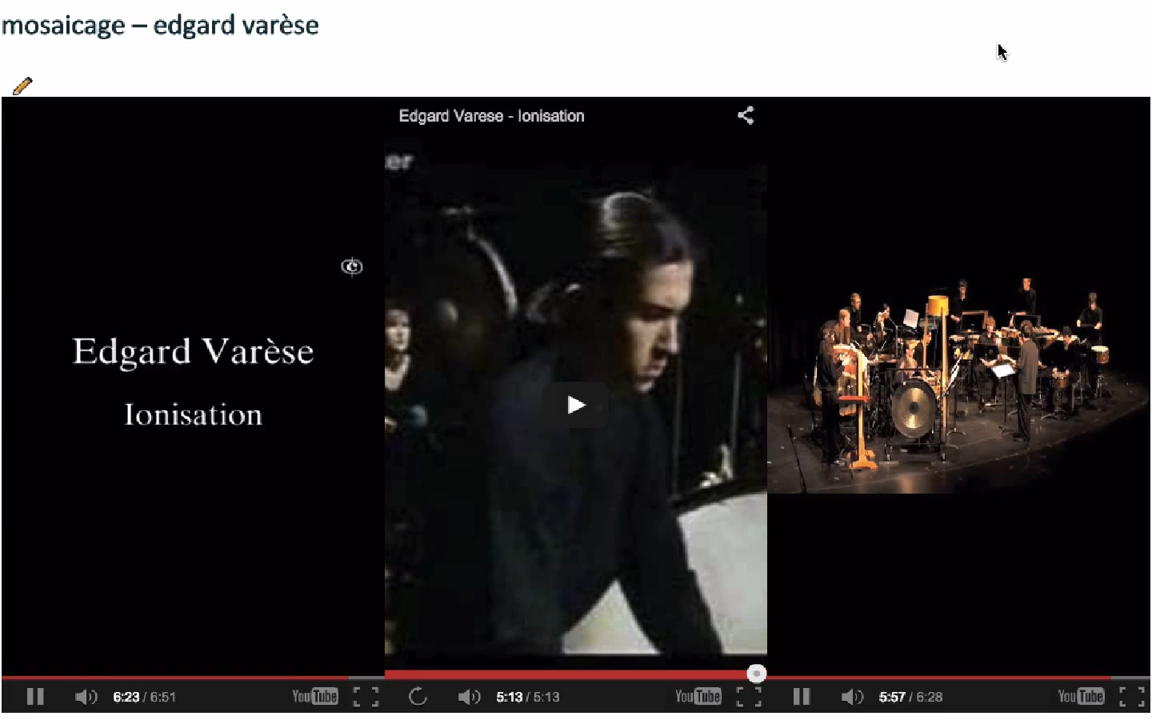 mosaicage – edgard varèse
Edgard Varèse
Ionisation
6:23 / 6:51
YouTube
Edgard Varese - Ionisation
er
5:13 / 5:13
YouTube
5:57 / 6:28
YouTube